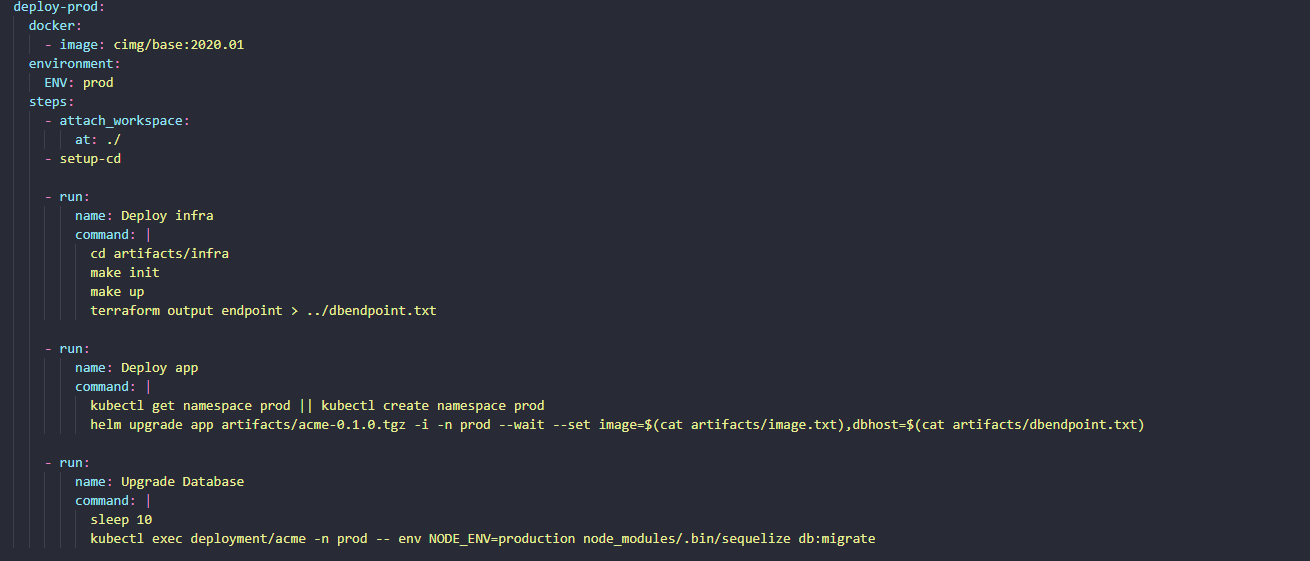 deploy-prod:
docker:
- image: cimg/base:2020.01
environment:
ENV: prod
steps:
- attach_workspace:
at: ./
- setup-cd
- run:
name: Deploy infra
command: |
cd artifacts/infra
make init
make up
terraform output endpoint > ../dbendpoint.txt
- run:
name: Deploy app
command: |
kubectl get namespace prod || kubectl create namespace prod
helm upgrade app artifacts/acme-0.1.0.tgz -i -n prod --wait --set image=$(cat artifacts/image.txt),dbhost=$(cat artifacts/dbendpoint.txt)
- run:
name: Upgrade Database
command: |
sleep 10
kubectl exec deployment/acme -n prod -- env NODE_ENV=production node_modules/.bin/sequelize db:migrate